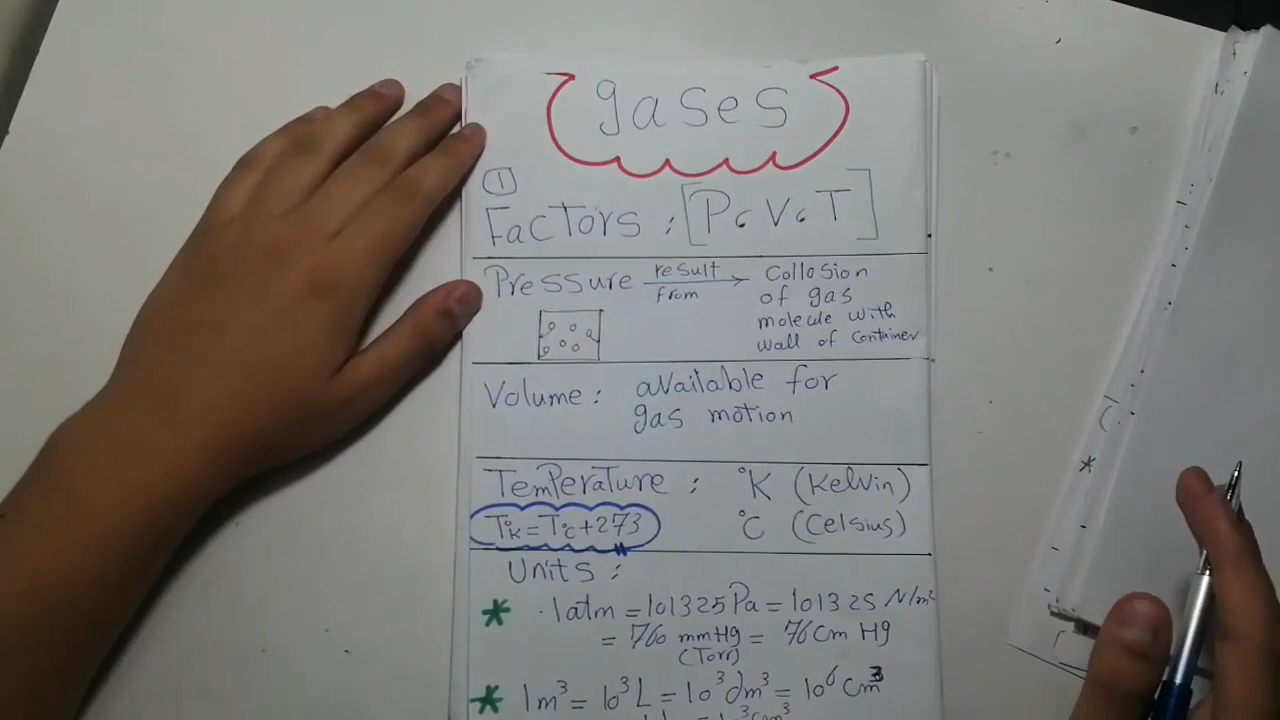 gases
①
Factors : [P، V، T]
Pressure result from → Collosion
of gas
molecule with
wall of container
Volume: available for
gas motion
Temperature : °K (Kelvin)
T°K = T°C + 273 °C (Celsius)
Units :
* · 1atm = 101325 Pa = 101325 N/m²
= 760 mmHg = 76 Cm Hg
(Torr)
* 1m³ = 10³ L = 10³ dm³ = 10⁶ Cm³